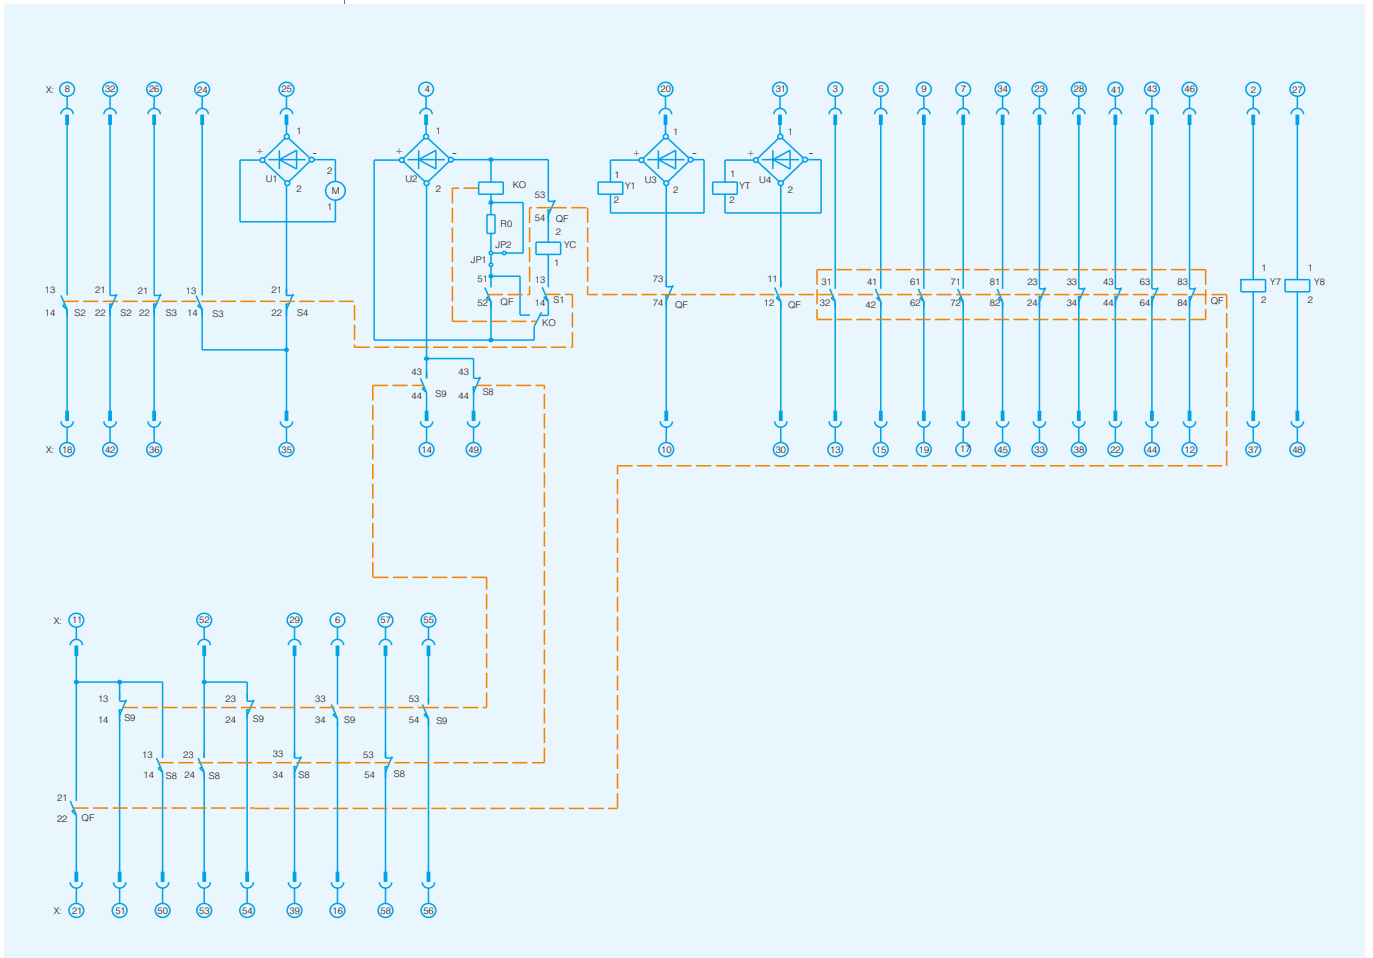 X: 8 32 26 24 25 4 20 31 3 5 9 7 34 23 28 41 43 46 2 27
1 1 1 1
+ - + - + - + -
U1 2 M 1 2
U2 2
KO
R0
JP2
JP1
53
54 QF
2
YC
1
1 Y1 2 U3 2
1 YT 2 U4 2
13 21 21 13 21 51 13 73 11 31 41 61 71 81 23 33 43 63 83 1 Y7 1 Y8
14 S2 22 S2 22 S3 14 S3 22 S4 52 QF 14 S1 74 QF 12 QF 32 42 62 72 82 24 34 44 64 84 QF 2 2
KO
43 43
44 S9 44 S8
X: 18 42 36 35 14 49 10 30 13 15 19 17 45 33 38 22 44 12 37 48
X: 11 52 29 6 57 55
13 23 33 53
14 S9 24 S9 34 S9 54 S9
13 23 33 53
14 S8 24 S8 34 S8 54 S8
21
22 QF
X: 21 51 50 53 54 39 16 58 56